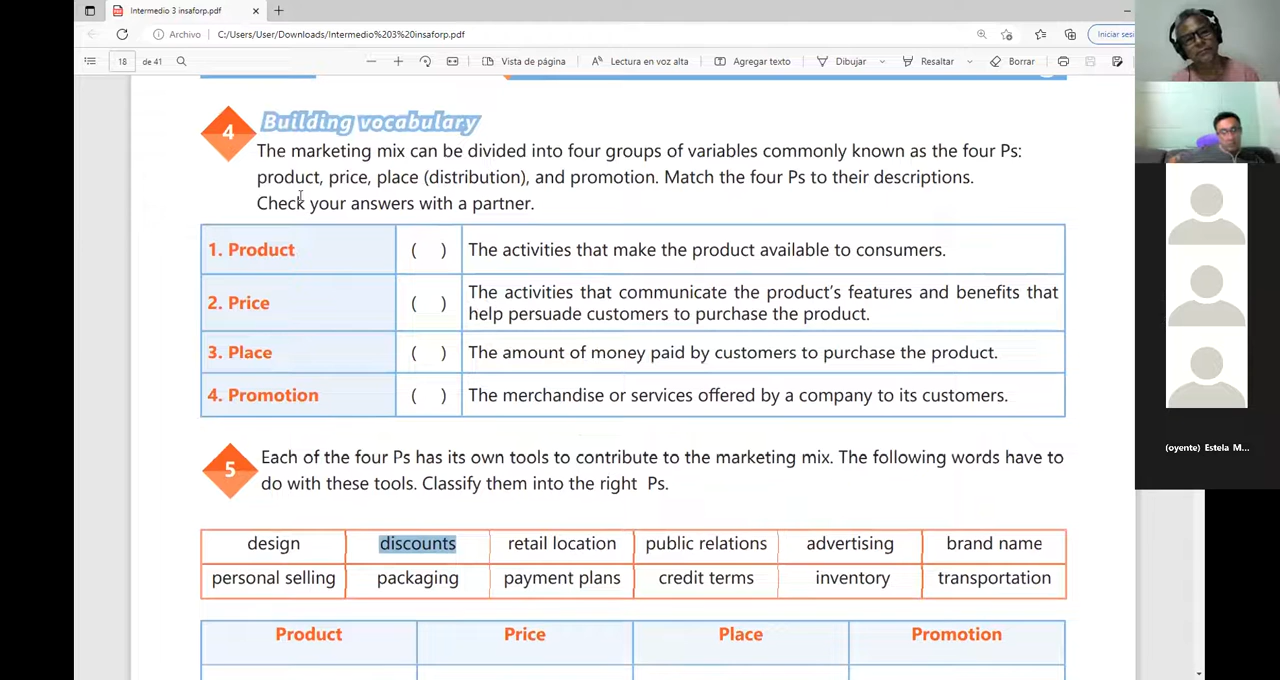 Intermedio 3 insaforp.pdf
Archivo C:/Users/User/Downloads/Intermedio%203%20insaforp.pdf
Iniciar sesi
18 de 41
Vista de página
Lectura en voz alta
Agregar texto
Dibujar
Resaltar
Borrar
4 Building vocabulary
The marketing mix can be divided into four groups of variables commonly known as the four Ps:
product, price, place (distribution), and promotion. Match the four Ps to their descriptions.
Check your answers with a partner.
1. Product ( ) The activities that make the product available to consumers.
2. Price ( ) The activities that communicate the product's features and benefits that
help persuade customers to purchase the product.
3. Place ( ) The amount of money paid by customers to purchase the product.
4. Promotion ( ) The merchandise or services offered by a company to its customers.
5 Each of the four Ps has its own tools to contribute to the marketing mix. The following words have to
do with these tools. Classify them into the right Ps.
design discounts retail location public relations advertising brand name
personal selling packaging payment plans credit terms inventory transportation
Product Price Place Promotion
(oyente) Estela M...